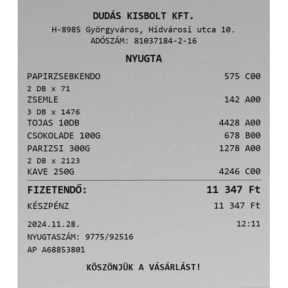 DUDÁS KISBOLT KFT.
H-8985 Györgyváros, Hídvárosi utca 10.
ADÓSZÁM: 81037184-2-16
NYUGTA
PAPIRZSEBKENDO 575 C00
2 DB x 71
ZSEMLE 142 A00
3 DB x 1476
TOJAS 10DB 4428 A00
CSOKOLADE 100G 678 B00
PARIZSI 300G 1278 A00
2 DB x 2123
KAVE 250G 4246 C00
FIZETENDŐ: 11 347 Ft
KÉSZPÉNZ 11 347 Ft
2024.11.28. 12:11
NYUGTASZÁM: 9775/92516
AP A68853801
KÖSZÖNJÜK A VÁSÁRLÁST!